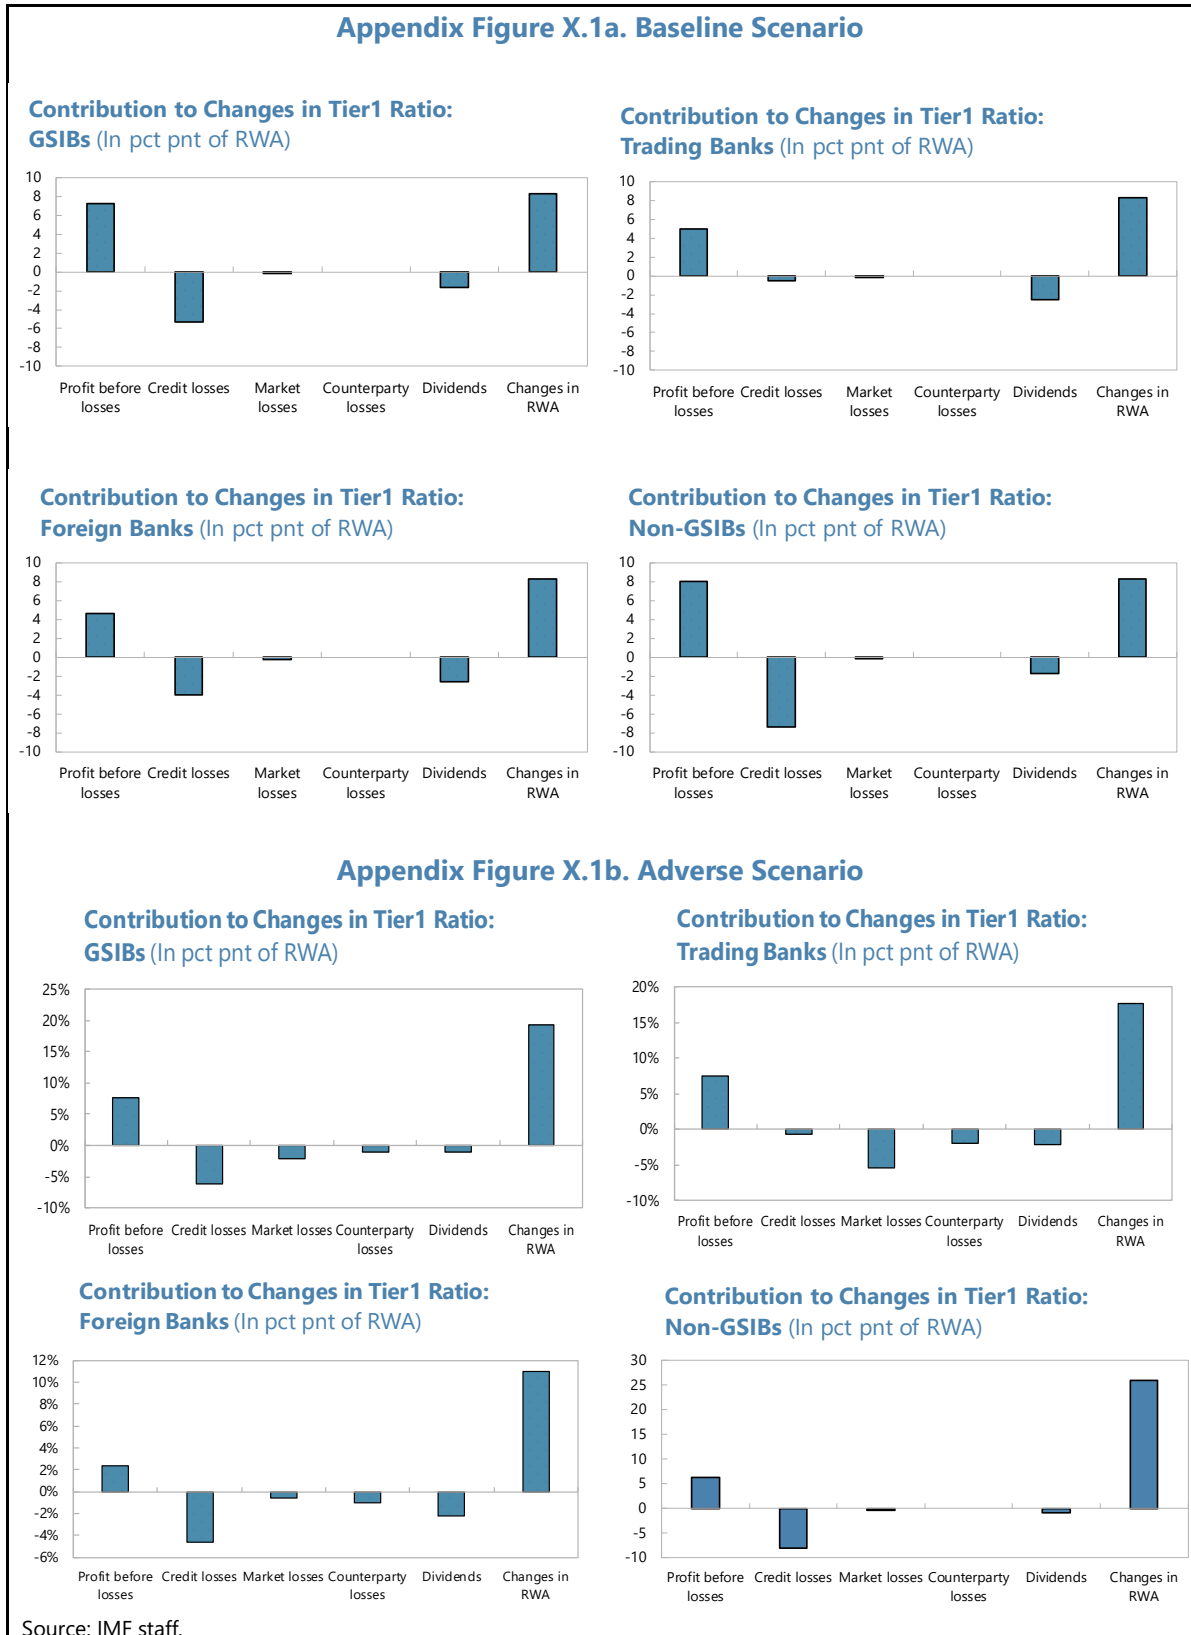 Appendix Figure X.1a. Baseline Scenario
Contribution to Changes in Tier1 Ratio:
GSIBs (In pct pnt of RWA)
10
8
6
4
2
0
-2
-4
-6
-8
-10
Profit before losses
Credit losses
Market losses
Counterparty losses
Dividends
Changes in RWA
Contribution to Changes in Tier1 Ratio:
Trading Banks (In pct pnt of RWA)
10
8
6
4
2
0
-2
-4
-6
-8
-10
Profit before losses
Credit losses
Market losses
Counterparty losses
Dividends
Changes in RWA
Contribution to Changes in Tier1 Ratio:
Foreign Banks (In pct pnt of RWA)
10
8
6
4
2
0
-2
-4
-6
-8
-10
Profit before losses
Credit losses
Market losses
Counterparty losses
Dividends
Changes in RWA
Contribution to Changes in Tier1 Ratio:
Non-GSIBs (In pct pnt of RWA)
10
8
6
4
2
0
-2
-4
-6
-8
-10
Profit before losses
Credit losses
Market losses
Counterparty losses
Dividends
Changes in RWA
Appendix Figure X.1b. Adverse Scenario
Contribution to Changes in Tier1 Ratio:
GSIBs (In pct pnt of RWA)
25%
20%
15%
10%
5%
0%
-5%
-10%
Profit before losses
Credit losses
Market losses
Counterparty losses
Dividends
Changes in RWA
Contribution to Changes in Tier1 Ratio:
Trading Banks (In pct pnt of RWA)
20%
15%
10%
5%
0%
-5%
-10%
Profit before losses
Credit losses
Market losses
Counterparty losses
Dividends
Changes in RWA
Contribution to Changes in Tier1 Ratio:
Foreign Banks (In pct pnt of RWA)
12%
10%
8%
6%
4%
2%
0%
-2%
-4%
-6%
Profit before losses
Credit losses
Market losses
Counterparty losses
Dividends
Changes in RWA
Contribution to Changes in Tier1 Ratio:
Non-GSIBs (In pct pnt of RWA)
30
25
20
15
10
5
0
-5
-10
Profit before losses
Credit losses
Market losses
Counterparty losses
Dividends
Changes in RWA
Source: IMF staff.